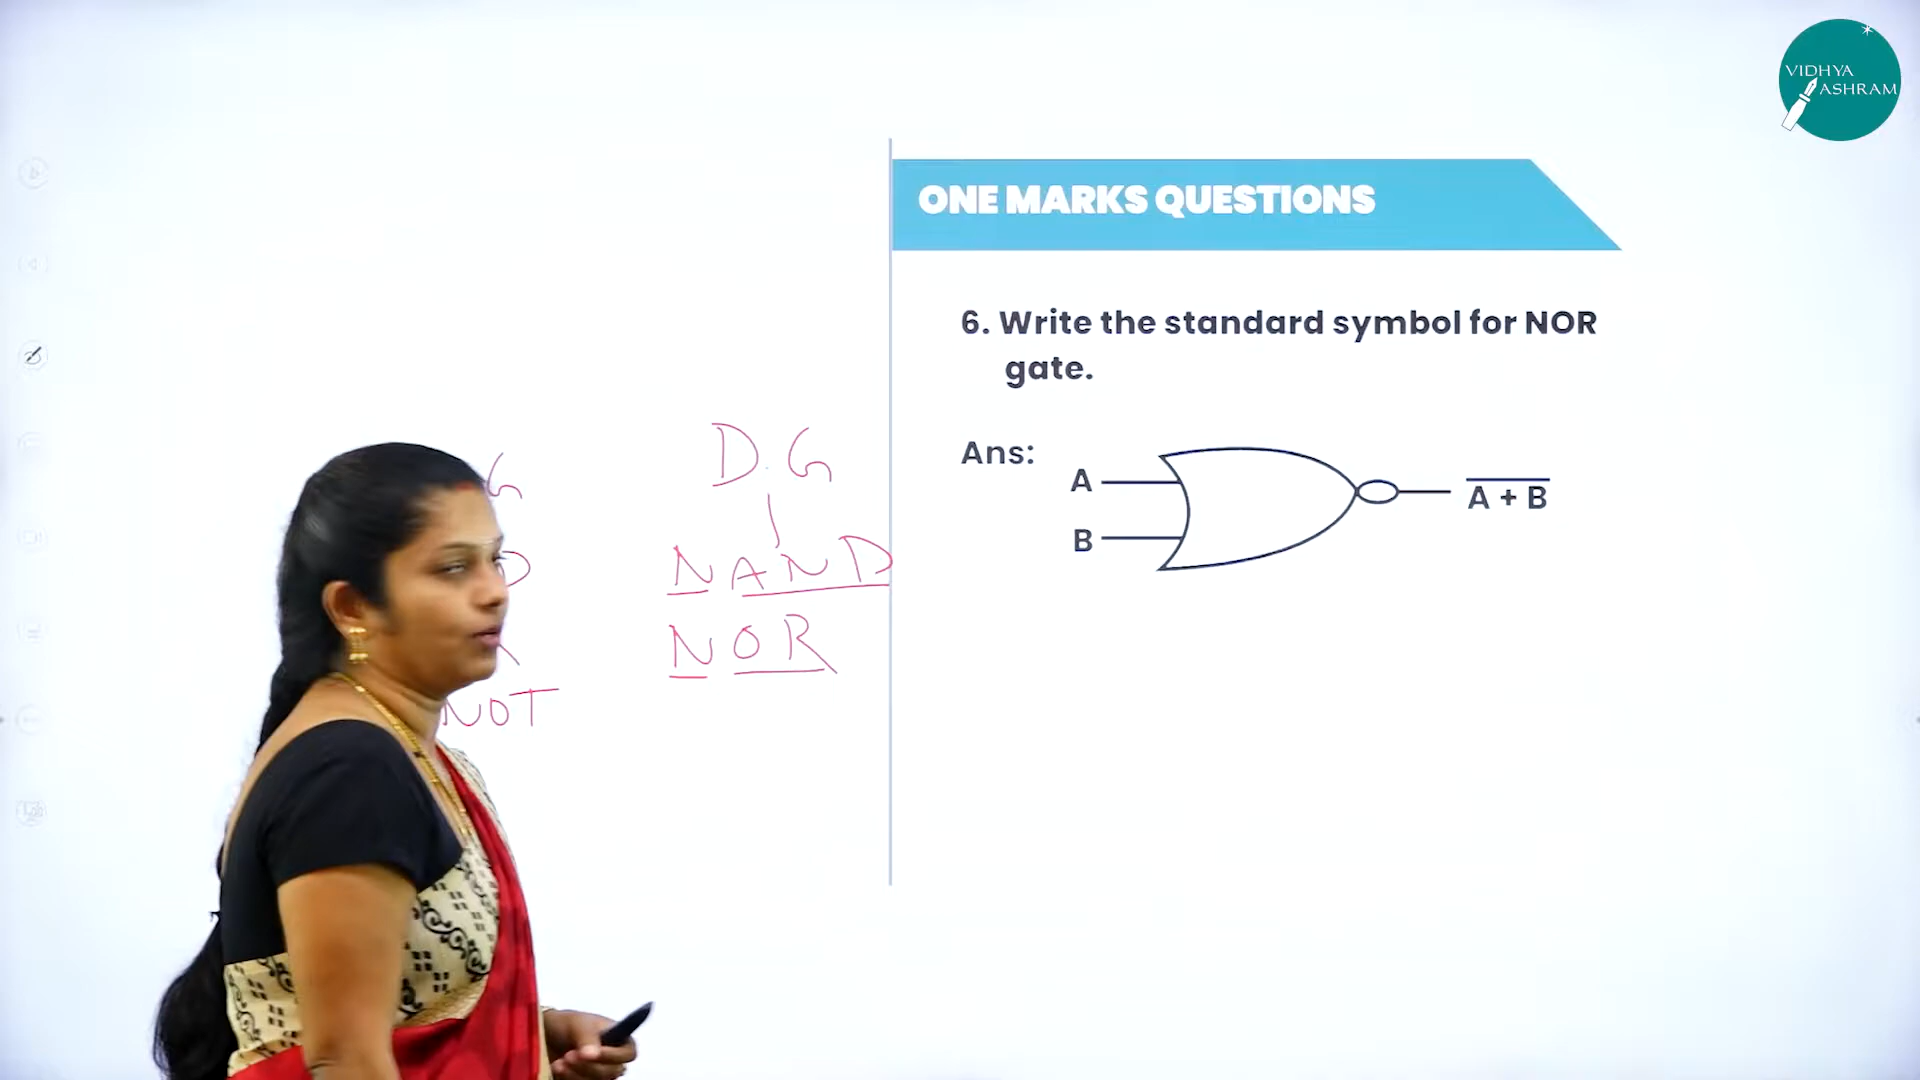 VIDHYA
ASHRAM
ONE MARKS QUESTIONS
6. Write the standard symbol for NOR
gate.
Ans:
A
B
A + B
G
D.G
NAND
NOR
NOT